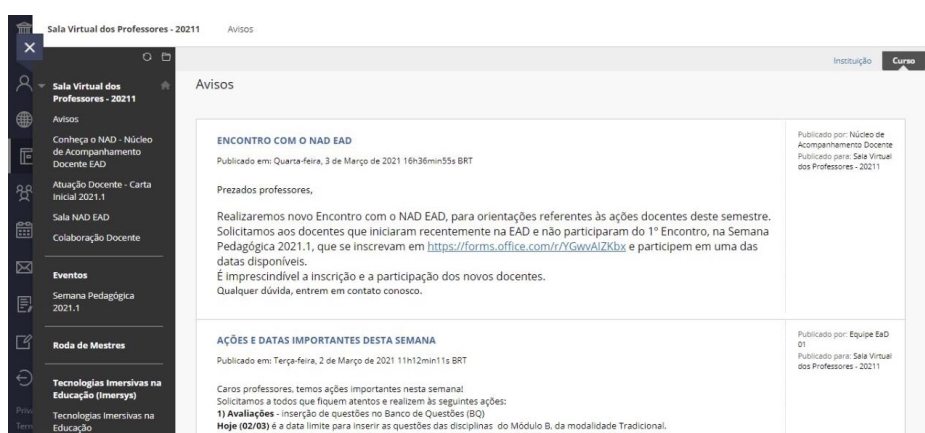 Sala Virtual dos Professores - 20211 Avisos
Instituição Curso
Sala Virtual dos
Professores - 20211
Avisos
Conheça o NAD - Núcleo
de Acompanhamento
Docente EAD
Atuação Docente - Carta
Inicial 2021.1
Sala NAD EAD
Colaboração Docente
Eventos
Semana Pedagógica
2021.1
Roda de Mestres
Tecnologias Imersivas na
Educação (Imersys)
Tecnologias Imersivas na
Educação
Priva
Term
Avisos
ENCONTRO COM O NAD EAD
Publicado em: Quarta-feira, 3 de Março de 2021 16h36min55s BRT
Prezados professores,
Realizaremos novo Encontro com o NAD EAD, para orientações referentes às ações docentes deste semestre.
Solicitamos aos docentes que iniciaram recentemente na EAD e não participaram do 1º Encontro, na Semana
Pedagógica 2021.1, que se inscrevam em https://forms.office.com/r/YGwvAIZKbx e participem em uma das
datas disponíveis.
É imprescindível a inscrição e a participação dos novos docentes.
Qualquer dúvida, entrem em contato conosco.
Publicado por: Núcleo de
Acompanhamento Docente
Publicado para: Sala Virtual
dos Professores - 20211
AÇÕES E DATAS IMPORTANTES DESTA SEMANA
Publicado em: Terça-feira, 2 de Março de 2021 11h12min11s BRT
Caros professores, temos ações importantes nesta semana!
Solicitamos a todos que fiquem atentos e realizem às seguintes ações:
1) Avaliações - inserção de questões no Banco de Questões (BQ)
Hoje (02/03) é a data limite para inserir as questões das disciplinas do Módulo B, da modalidade Tradicional.
Publicado por: Equipe EaD
01
Publicado para: Sala Virtual
dos Professores - 20211